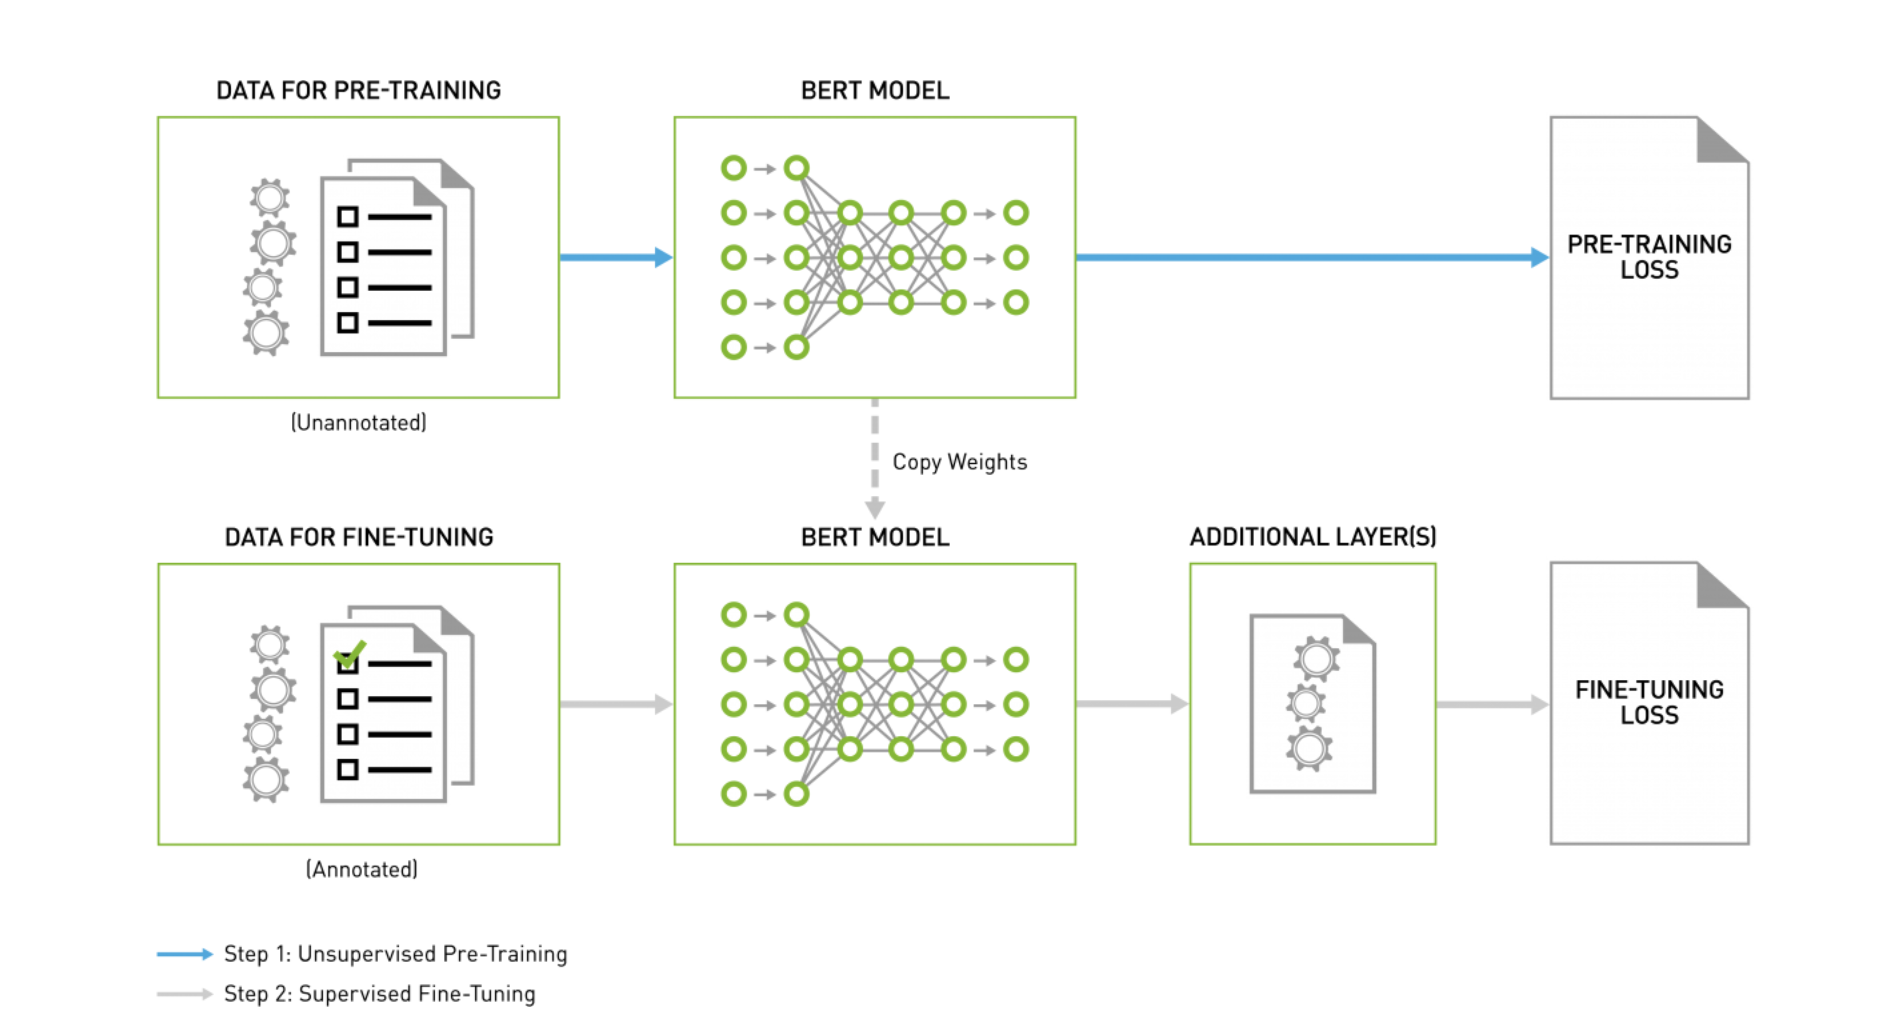 DATA FOR PRE-TRAINING
BERT MODEL
PRE-TRAINING
LOSS
(Unannotated)
Copy Weights
DATA FOR FINE-TUNING
BERT MODEL
ADDITIONAL LAYER(S)
FINE-TUNING
LOSS
(Annotated)
Step 1: Unsupervised Pre-Training
Step 2: Supervised Fine-Tuning